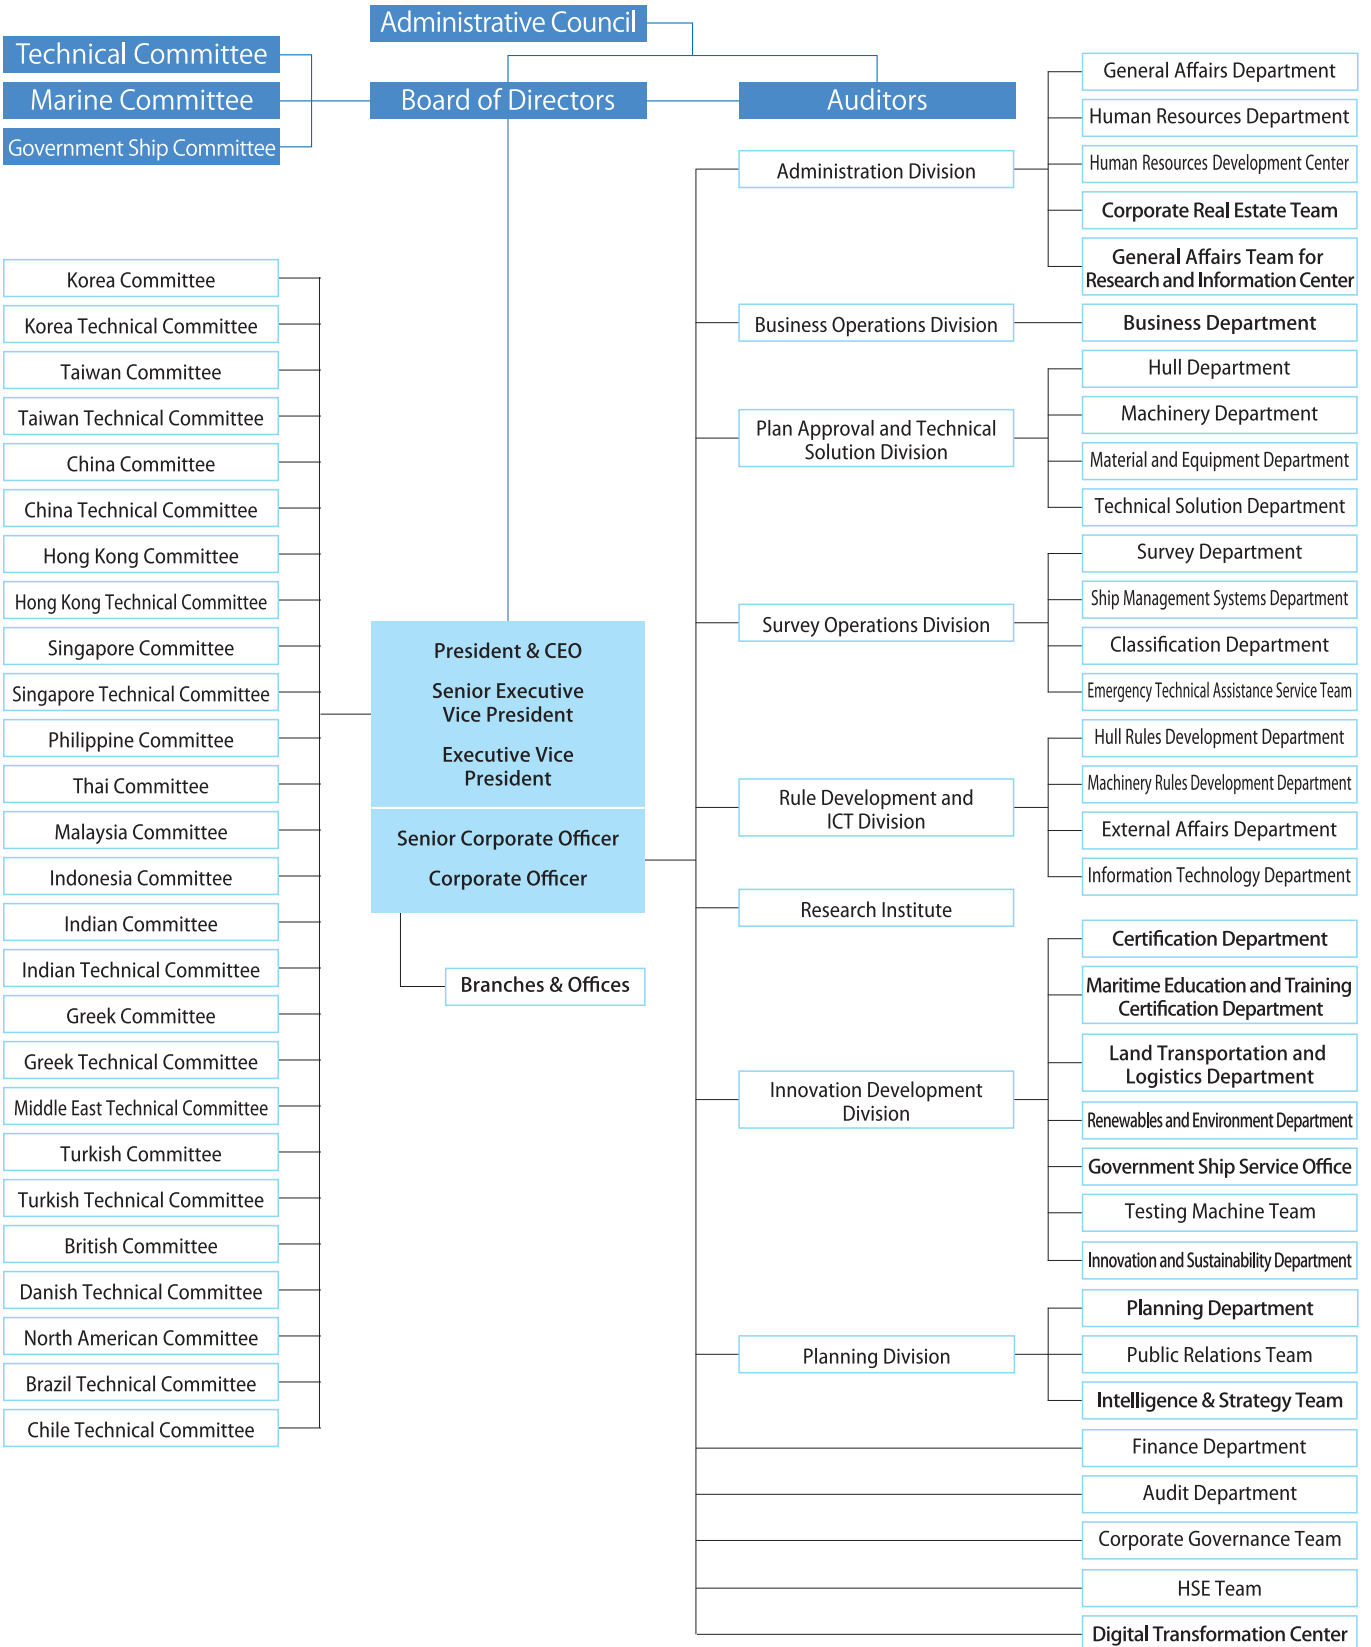 Administrative Council
Technical Committee
Marine Committee
Government Ship Committee
Board of Directors
Auditors
Korea Committee
Korea Technical Committee
Taiwan Committee
Taiwan Technical Committee
China Committee
China Technical Committee
Hong Kong Committee
Hong Kong Technical Committee
Singapore Committee
Singapore Technical Committee
Philippine Committee
Thai Committee
Malaysia Committee
Indonesia Committee
Indian Committee
Indian Technical Committee
Greek Committee
Greek Technical Committee
Middle East Technical Committee
Turkish Committee
Turkish Technical Committee
British Committee
Danish Technical Committee
North American Committee
Brazil Technical Committee
Chile Technical Committee
President & CEO
Senior Executive
Vice President
Executive Vice
President
Senior Corporate Officer
Corporate Officer
Branches & Offices
Administration Division
General Affairs Department
Human Resources Department
Human Resources Development Center
Corporate Real Estate Team
General Affairs Team for
Research and Information Center
Business Operations Division
Business Department
Plan Approval and Technical
Solution Division
Hull Department
Machinery Department
Material and Equipment Department
Technical Solution Department
Survey Operations Division
Survey Department
Ship Management Systems Department
Classification Department
Emergency Technical Assistance Service Team
Rule Development and
ICT Division
Hull Rules Development Department
Machinery Rules Development Department
External Affairs Department
Information Technology Department
Research Institute
Innovation Development
Division
Certification Department
Maritime Education and Training
Certification Department
Land Transportation and
Logistics Department
Renewables and Environment Department
Government Ship Service Office
Testing Machine Team
Innovation and Sustainability Department
Planning Division
Planning Department
Public Relations Team
Intelligence & Strategy Team
Finance Department
Audit Department
Corporate Governance Team
HSE Team
Digital Transformation Center